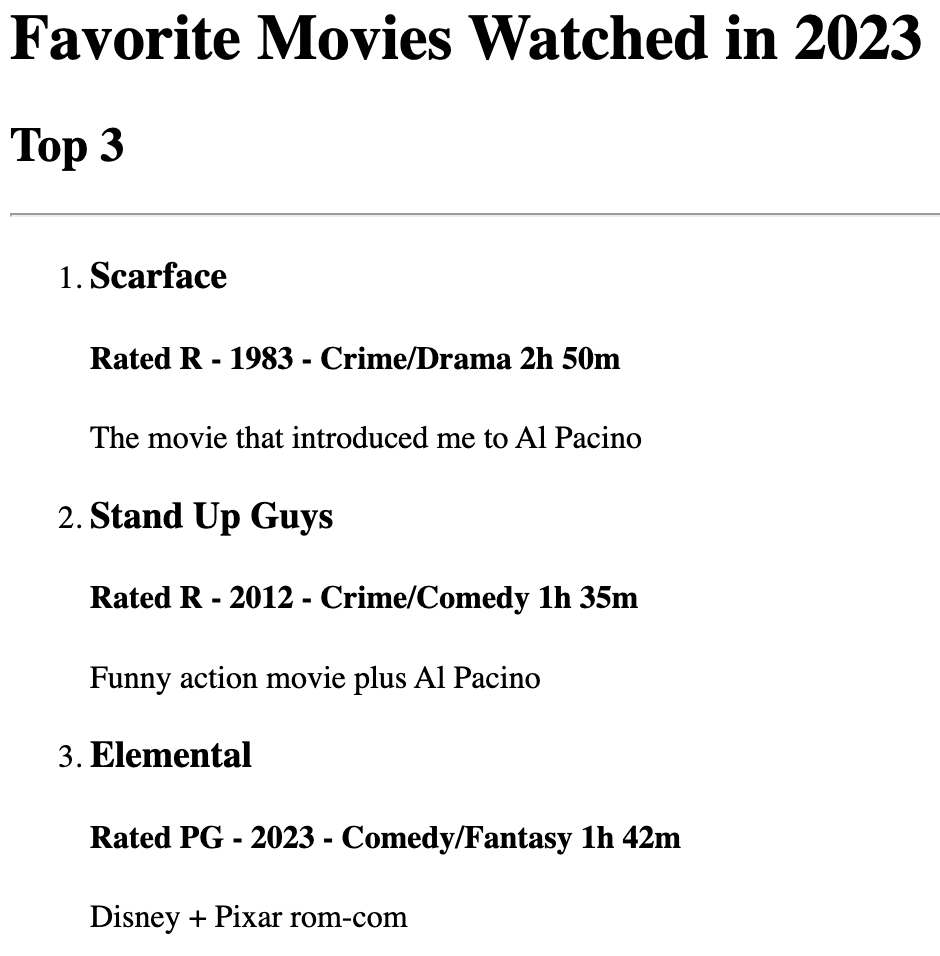 Favorite Movies Watched in 2023
Top 3
1. Scarface
Rated R - 1983 - Crime/Drama 2h 50m
The movie that introduced me to Al Pacino
2. Stand Up Guys
Rated R - 2012 - Crime/Comedy 1h 35m
Funny action movie plus Al Pacino
3. Elemental
Rated PG - 2023 - Comedy/Fantasy 1h 42m
Disney + Pixar rom-com